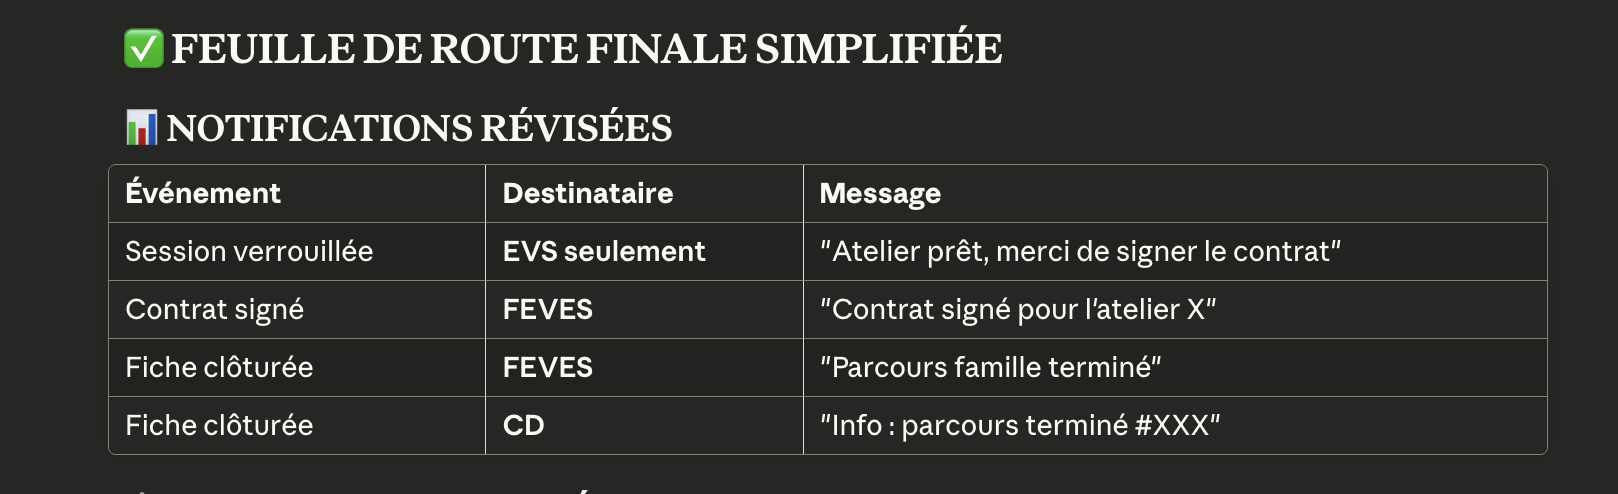 ✅ FEUILLE DE ROUTE FINALE SIMPLIFIÉE
📊 NOTIFICATIONS RÉVISÉES
Événement Destinataire Message
Session verrouillée EVS seulement "Atelier prêt, merci de signer le contrat"
Contrat signé FEVES "Contrat signé pour l'atelier X"
Fiche clôturée FEVES "Parcours famille terminé"
Fiche clôturée CD "Info : parcours terminé #XXX"